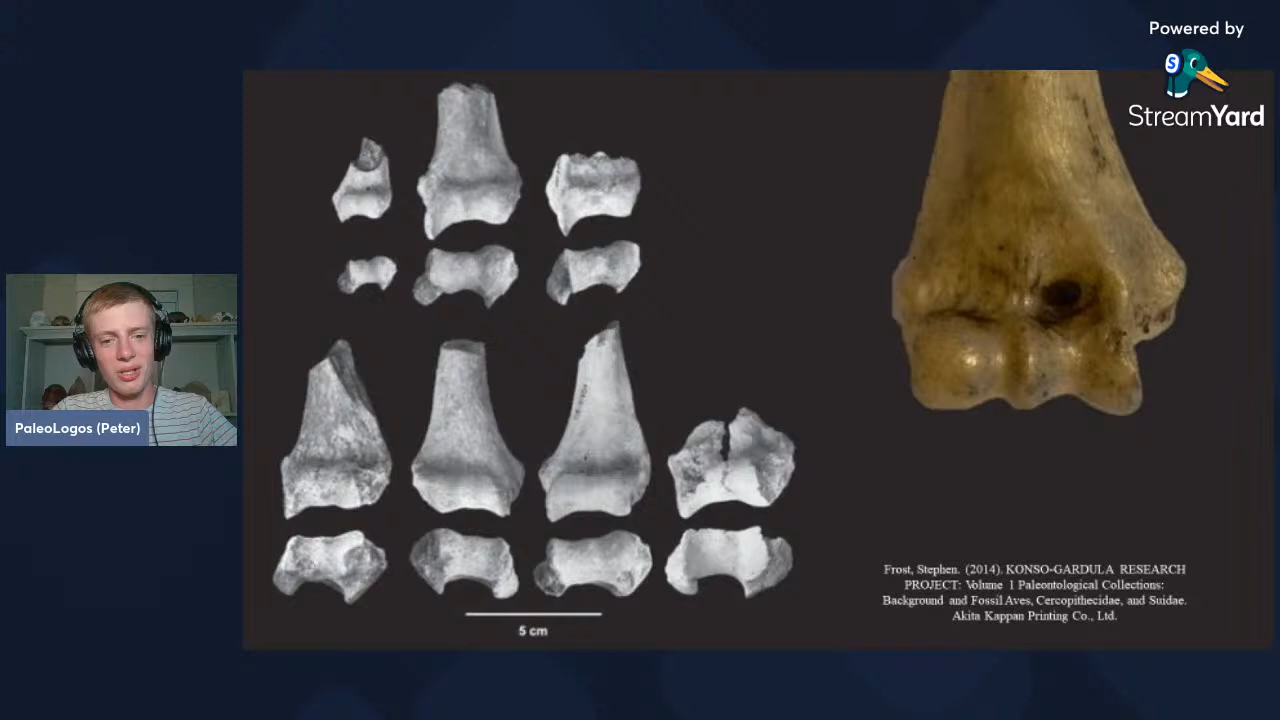 Powered by
S
StreamYard
PaleoLogos (Peter)
5 cm
Frost, Stephen. (2014). KONSO-GARDULA RESEARCH
PROJECT: Volume 1 Paleontological Collections:
Background and Fossil Aves, Cercopithecidae, and Suidae.
Akita Kappan Printing Co., Ltd.